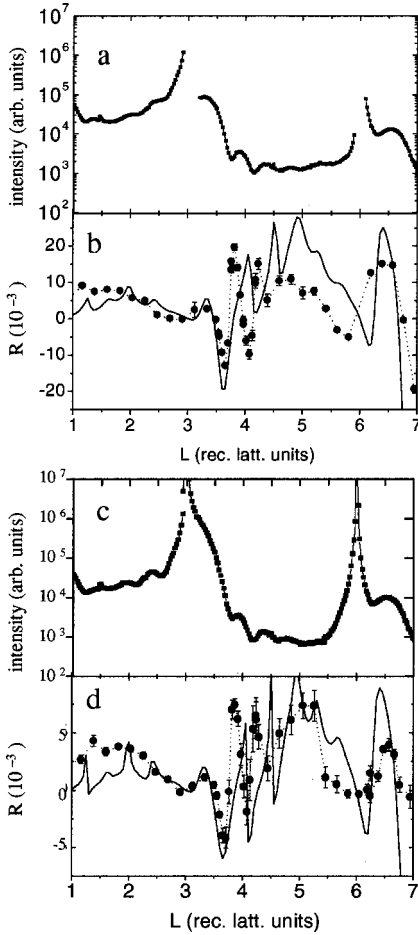 a
intensity (arb. units)
10^7
10^6
10^5
10^4
10^3
10^2
b
R (10^-3)
20
10
0
-10
-20
1 2 3 4 5 6 7
L (rec. latt. units)
c
intensity (arb. units)
10^7
10^6
10^5
10^4
10^3
10^2
d
R (10^-3)
9
0
-5
1 2 3 4 5 6 7
L (rec. latt. units)